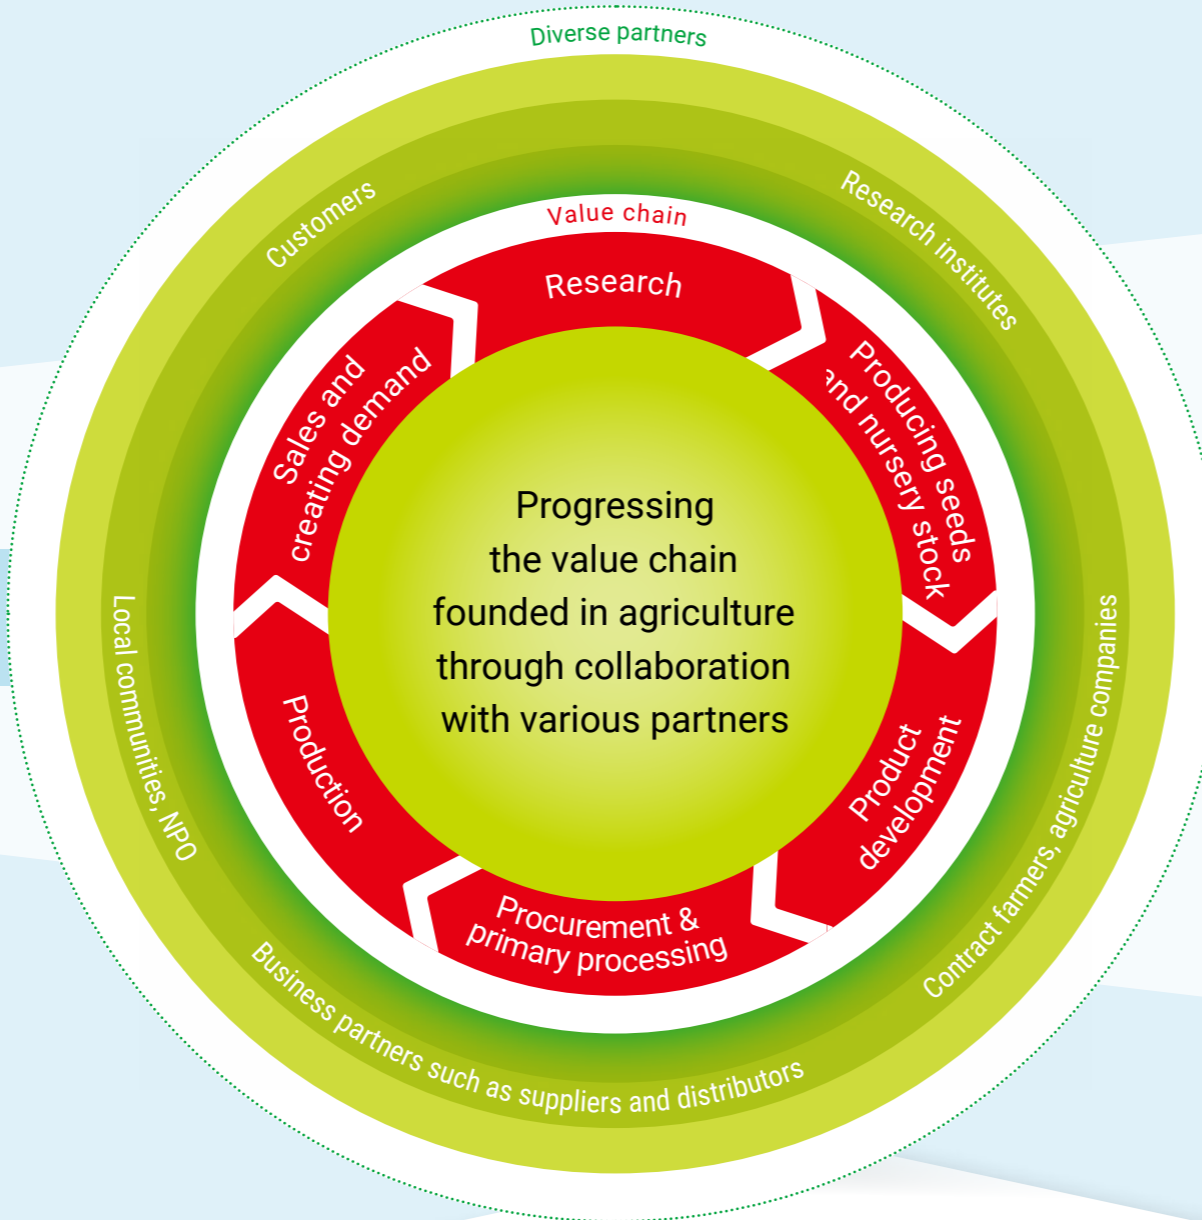 Diverse partners
Customers
Research institutes
Contract farmers, agriculture companies
Business partners such as suppliers and distributors
Local communities, NPO
Value chain
Research
Producing seeds
and nursery stock
Product
development
Procurement &
primary processing
Production
Sales and
creating demand
Progressing
the value chain
founded in agriculture
through collaboration
with various partners